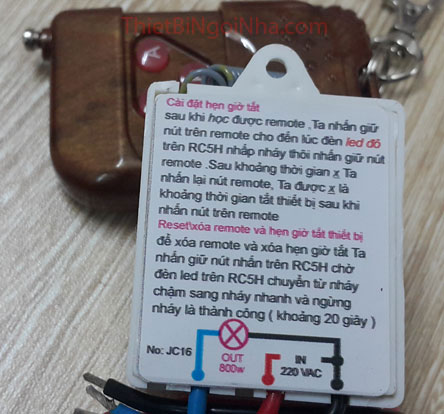 ThietBiNgoiNha.com
A
Cài đặt hẹn giờ tắt
sau khi học được remote .Ta nhấn giữ
nút trên remote cho đến lúc đèn led đỏ
trên RC5H nhấp nháy thôi nhấn giữ nút
remote .Sau khoảng thời gian x Ta
nhấn lại nút remote, Ta được x là
khoảng thời gian tắt thiết bị sau khi
nhấn nút trên remote
Reset\xóa remote và hẹn giờ tắt thiết bị
để xóa remote và xóa hẹn giờ tắt Ta
nhấn giữ nút nhấn trên RC5H chờ
đèn led trên RC5H chuyển từ nháy
chậm sang nháy nhanh và ngừng
nháy là thành công ( khoảng 20 giây )
No: JC16
OUT
800w
IN
220 VAC